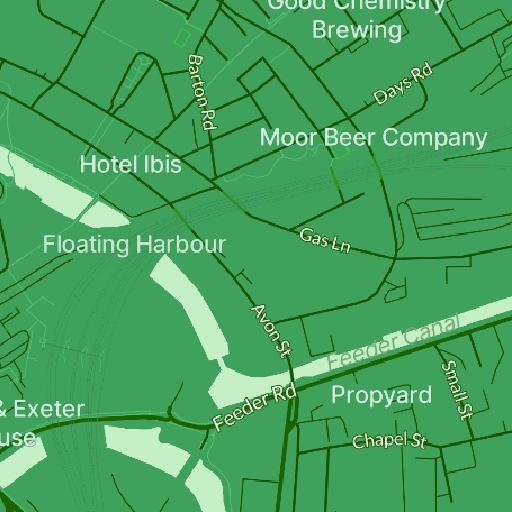 Good Chemistry
Brewing
Barton Rd
Days Rd
Moor Beer Company
Hotel Ibis
Floating Harbour
Gas Ln
Avon St
Feeder Canal
& Exeter
use
Feeder Rd
Propyard
Small St
Chapel St